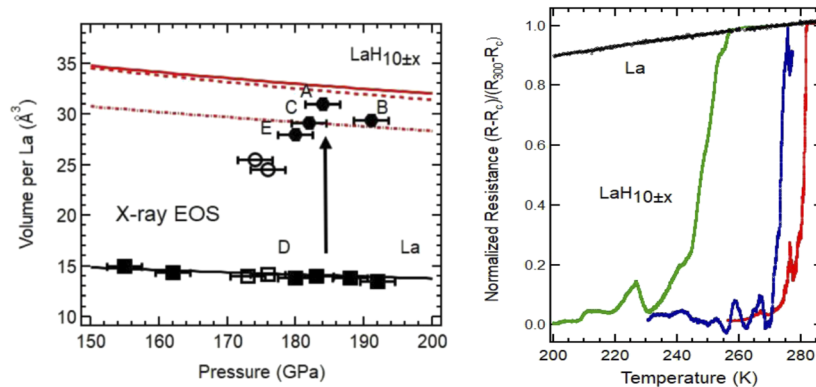 35
30
25
20
15
10
Volume per La (Å³)
LaH10±x
A
C
B
E
X-ray EOS
D
La
150
160
170
180
190
200
Pressure (GPa)
1.0
0.8
0.6
0.4
0.2
0.0
Normalized Resistance (R-Rc)/(R300-Rc)
La
LaH10±x
200
220
240
260
280
Temperature (K)